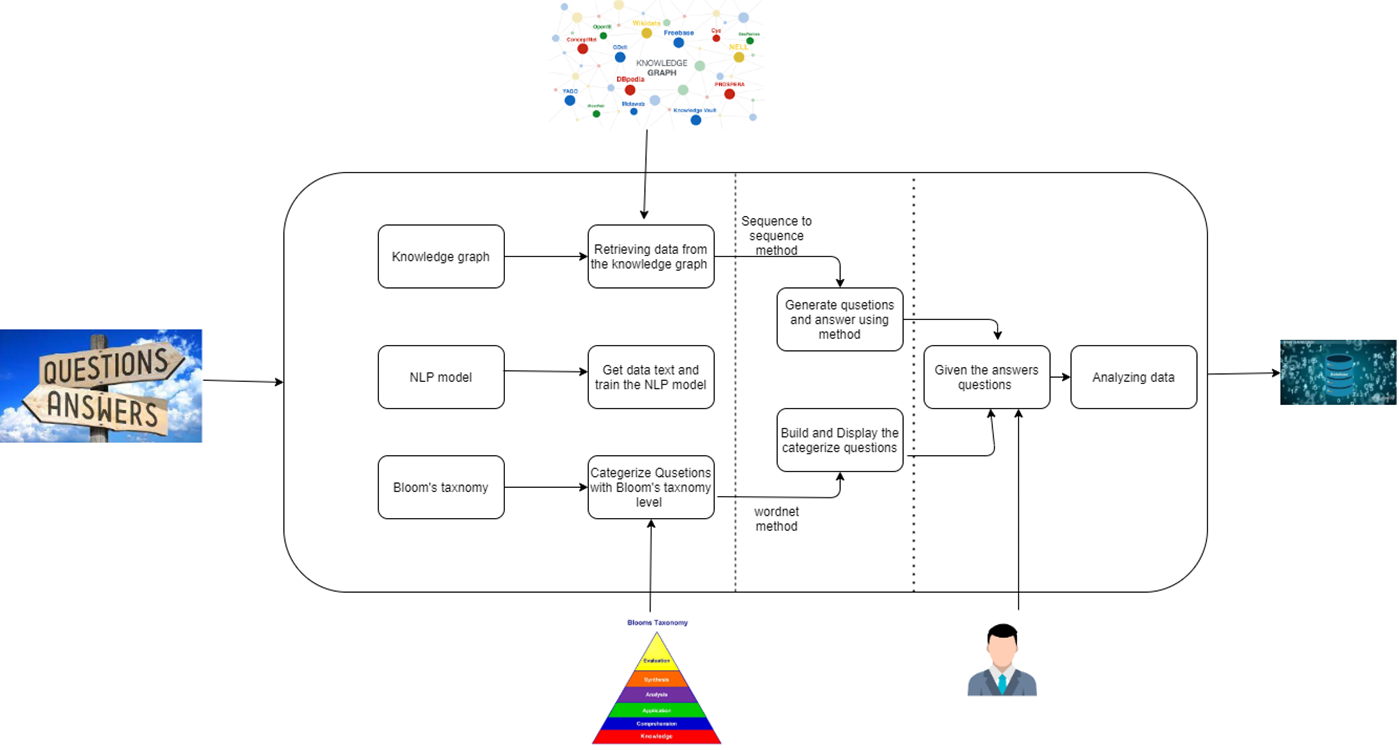 OpenIE
Wikidata
Freebase
Cyc
ConceptNet
GDelt
NELL
KNOWLEDGE
GRAPH
DBpedia
PROSPERA
YAGO
Metaweb
Knowledge Vault
Knowledge graph
Retrieving data from
the knowledge graph
Sequence to
sequence
method
Generate qusetions
and answer using
method
QUESTIONS
ANSWERS
NLP model
Get data text and
train the NLP model
Given the answers
questions
Analyzing data
Database
Build and Display the
categerize questions
Bloom's taxnomy
Categerize Qusetions
with Bloom's taxnomy
level
wordnet
method
Blooms Taxonomy
Evaluation
Synthesis
Analysis
Application
Comprehension
Knowledge